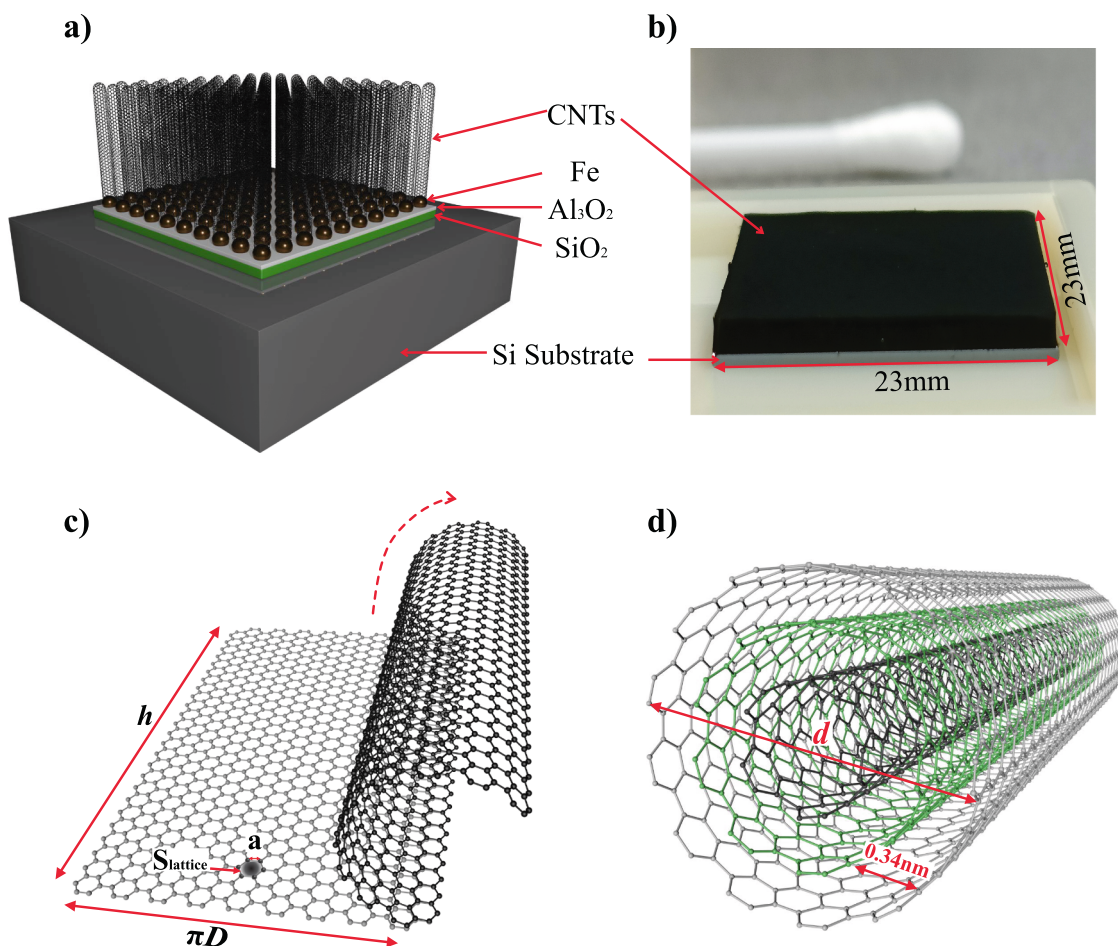 a)
b)
CNTs
Fe
Al₃O₂
SiO₂
Si Substrate
23mm
23mm
c)
d)
h
a
Slattice
πD
d
0.34nm